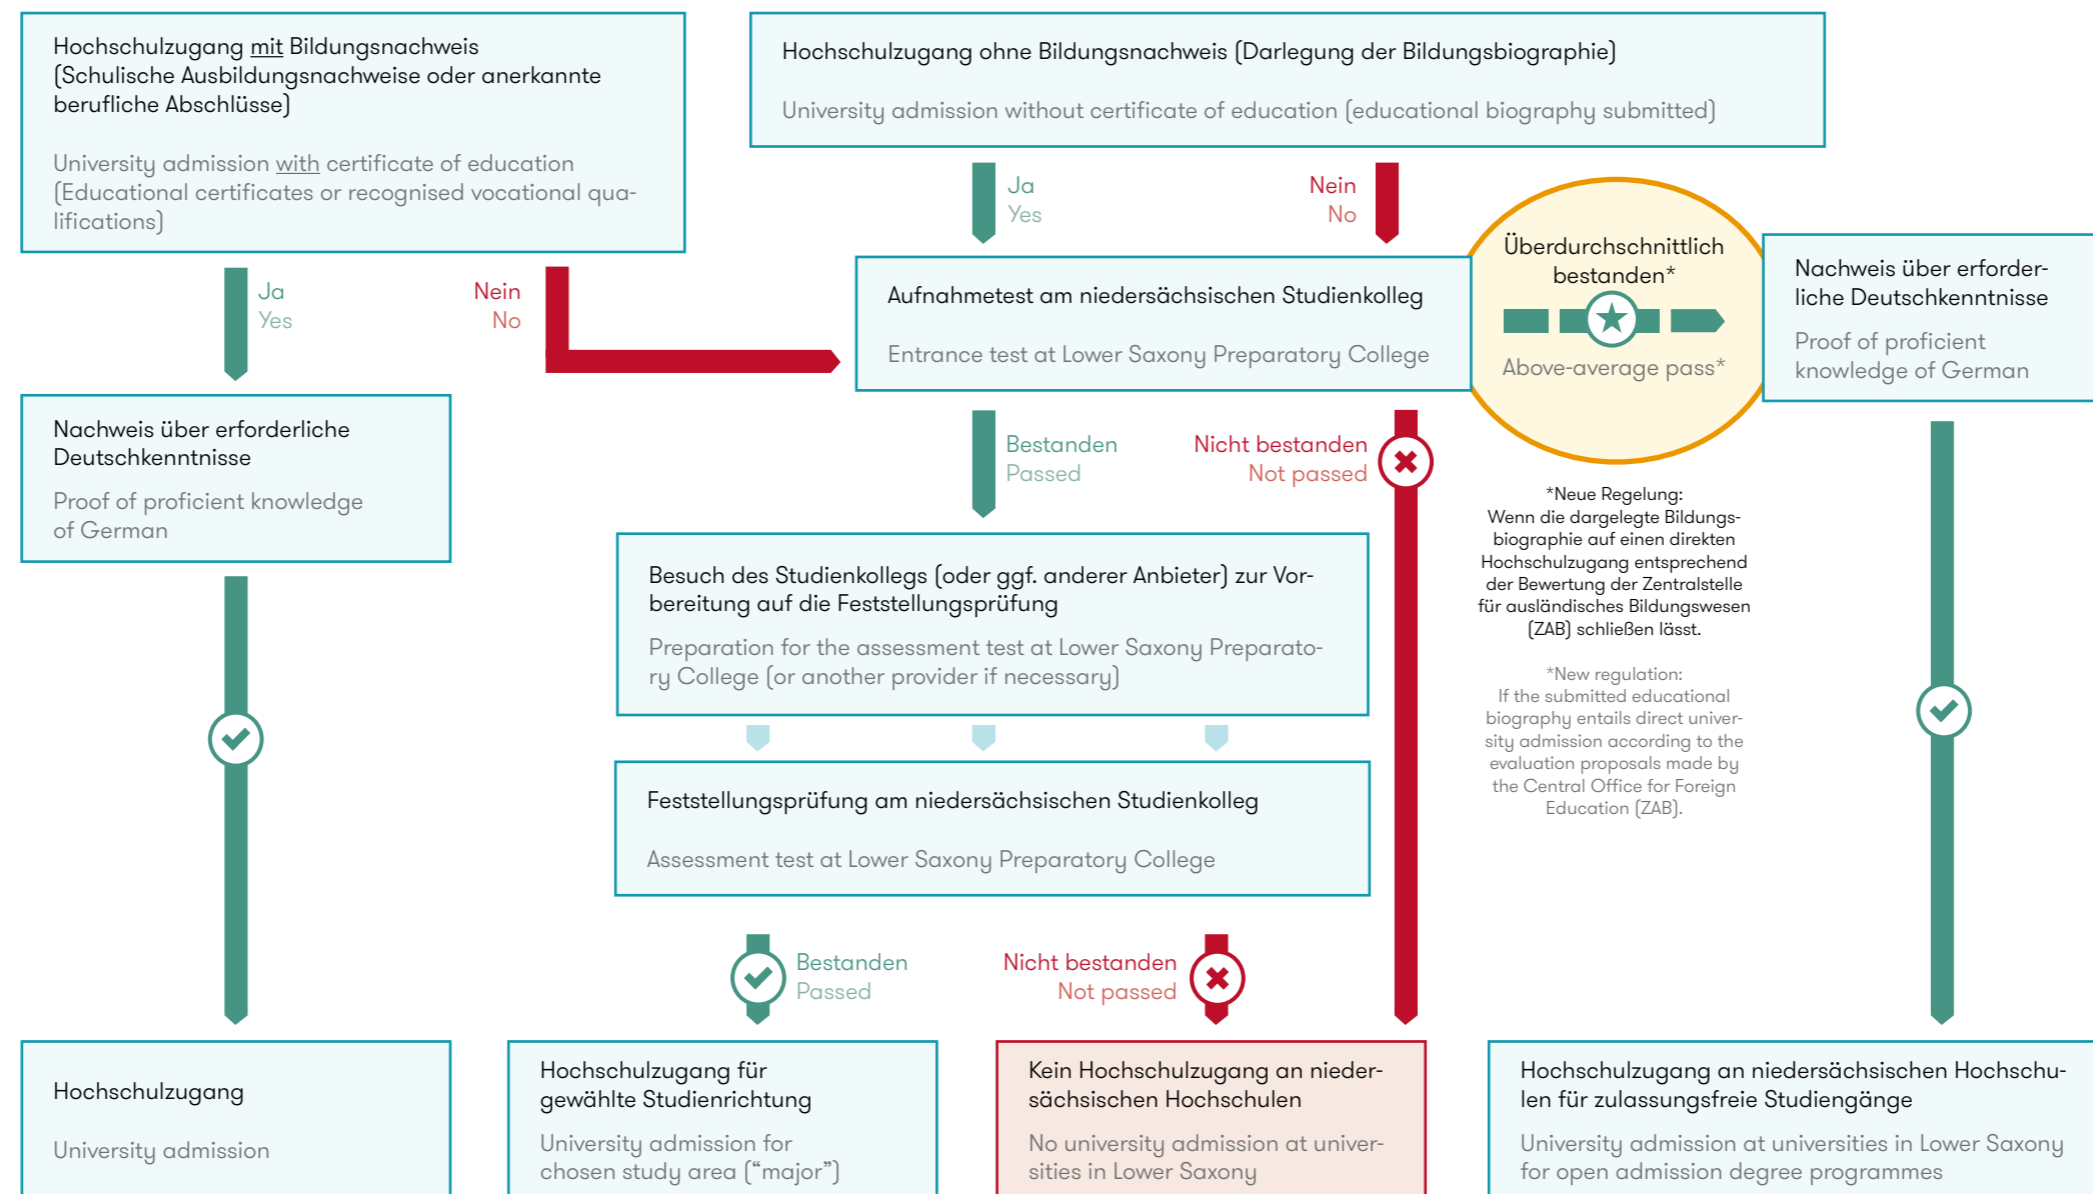 Hochschulzugang mit Bildungsnachweis
(Schulische Ausbildungsnachweise oder anerkannte
berufliche Abschlüsse)
University admission with certificate of education
(Educational certificates or recognised vocational qua-
lifications)
Hochschulzugang ohne Bildungsnachweis (Darlegung der Bildungsbiographie)
University admission without certificate of education (educational biography submitted)
Ja
Yes
Nein
No
Ja
Yes
Nein
No
Aufnahmetest am niedersächsischen Studienkolleg
Entrance test at Lower Saxony Preparatory College
Überdurchschnittlich
bestanden*
Above-average pass*
Nachweis über erforder-
liche Deutschkenntnisse
Proof of proficient
knowledge of German
Nachweis über erforderliche
Deutschkenntnisse
Proof of proficient knowledge
of German
Bestanden
Passed
Nicht bestanden
Not passed
*Neue Regelung:
Wenn die dargelegte Bildungs-
biographie auf einen direkten
Hochschulzugang entsprechend
der Bewertung der Zentralstelle
für ausländisches Bildungswesen
(ZAB) schließen lässt.
*New regulation:
If the submitted educational
biography entails direct univer-
sity admission according to the
evaluation proposals made by
the Central Office for Foreign
Education (ZAB).
Besuch des Studienkollegs (oder ggf. anderer Anbieter) zur Vor-
bereitung auf die Feststellungsprüfung
Preparation for the assessment test at Lower Saxony Preparato-
ry College (or another provider if necessary)
Feststellungsprüfung am niedersächsischen Studienkolleg
Assessment test at Lower Saxony Preparatory College
Bestanden
Passed
Nicht bestanden
Not passed
Hochschulzugang
University admission
Hochschulzugang für
gewählte Studienrichtung
University admission for
chosen study area (“major”)
Kein Hochschulzugang an nieder-
sächsischen Hochschulen
No university admission at univer-
sities in Lower Saxony
Hochschulzugang an niedersächsischen Hochschu-
len für zulassungsfreie Studiengänge
University admission at universities in Lower Saxony
for open admission degree programmes